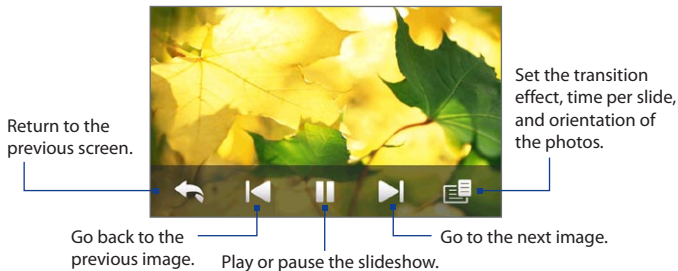 Set the transition
effect, time per slide,
and orientation of
the photos.
Return to the
previous screen.
Go back to the
previous image.
Play or pause the slideshow.
Go to the next image.